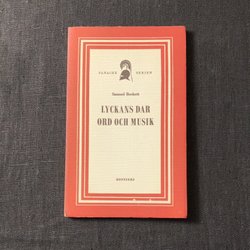 PANACHE SERIEN
Samuel Beckett
LYCKANS DAR
ORD OCH MUSIK
BONNIERS